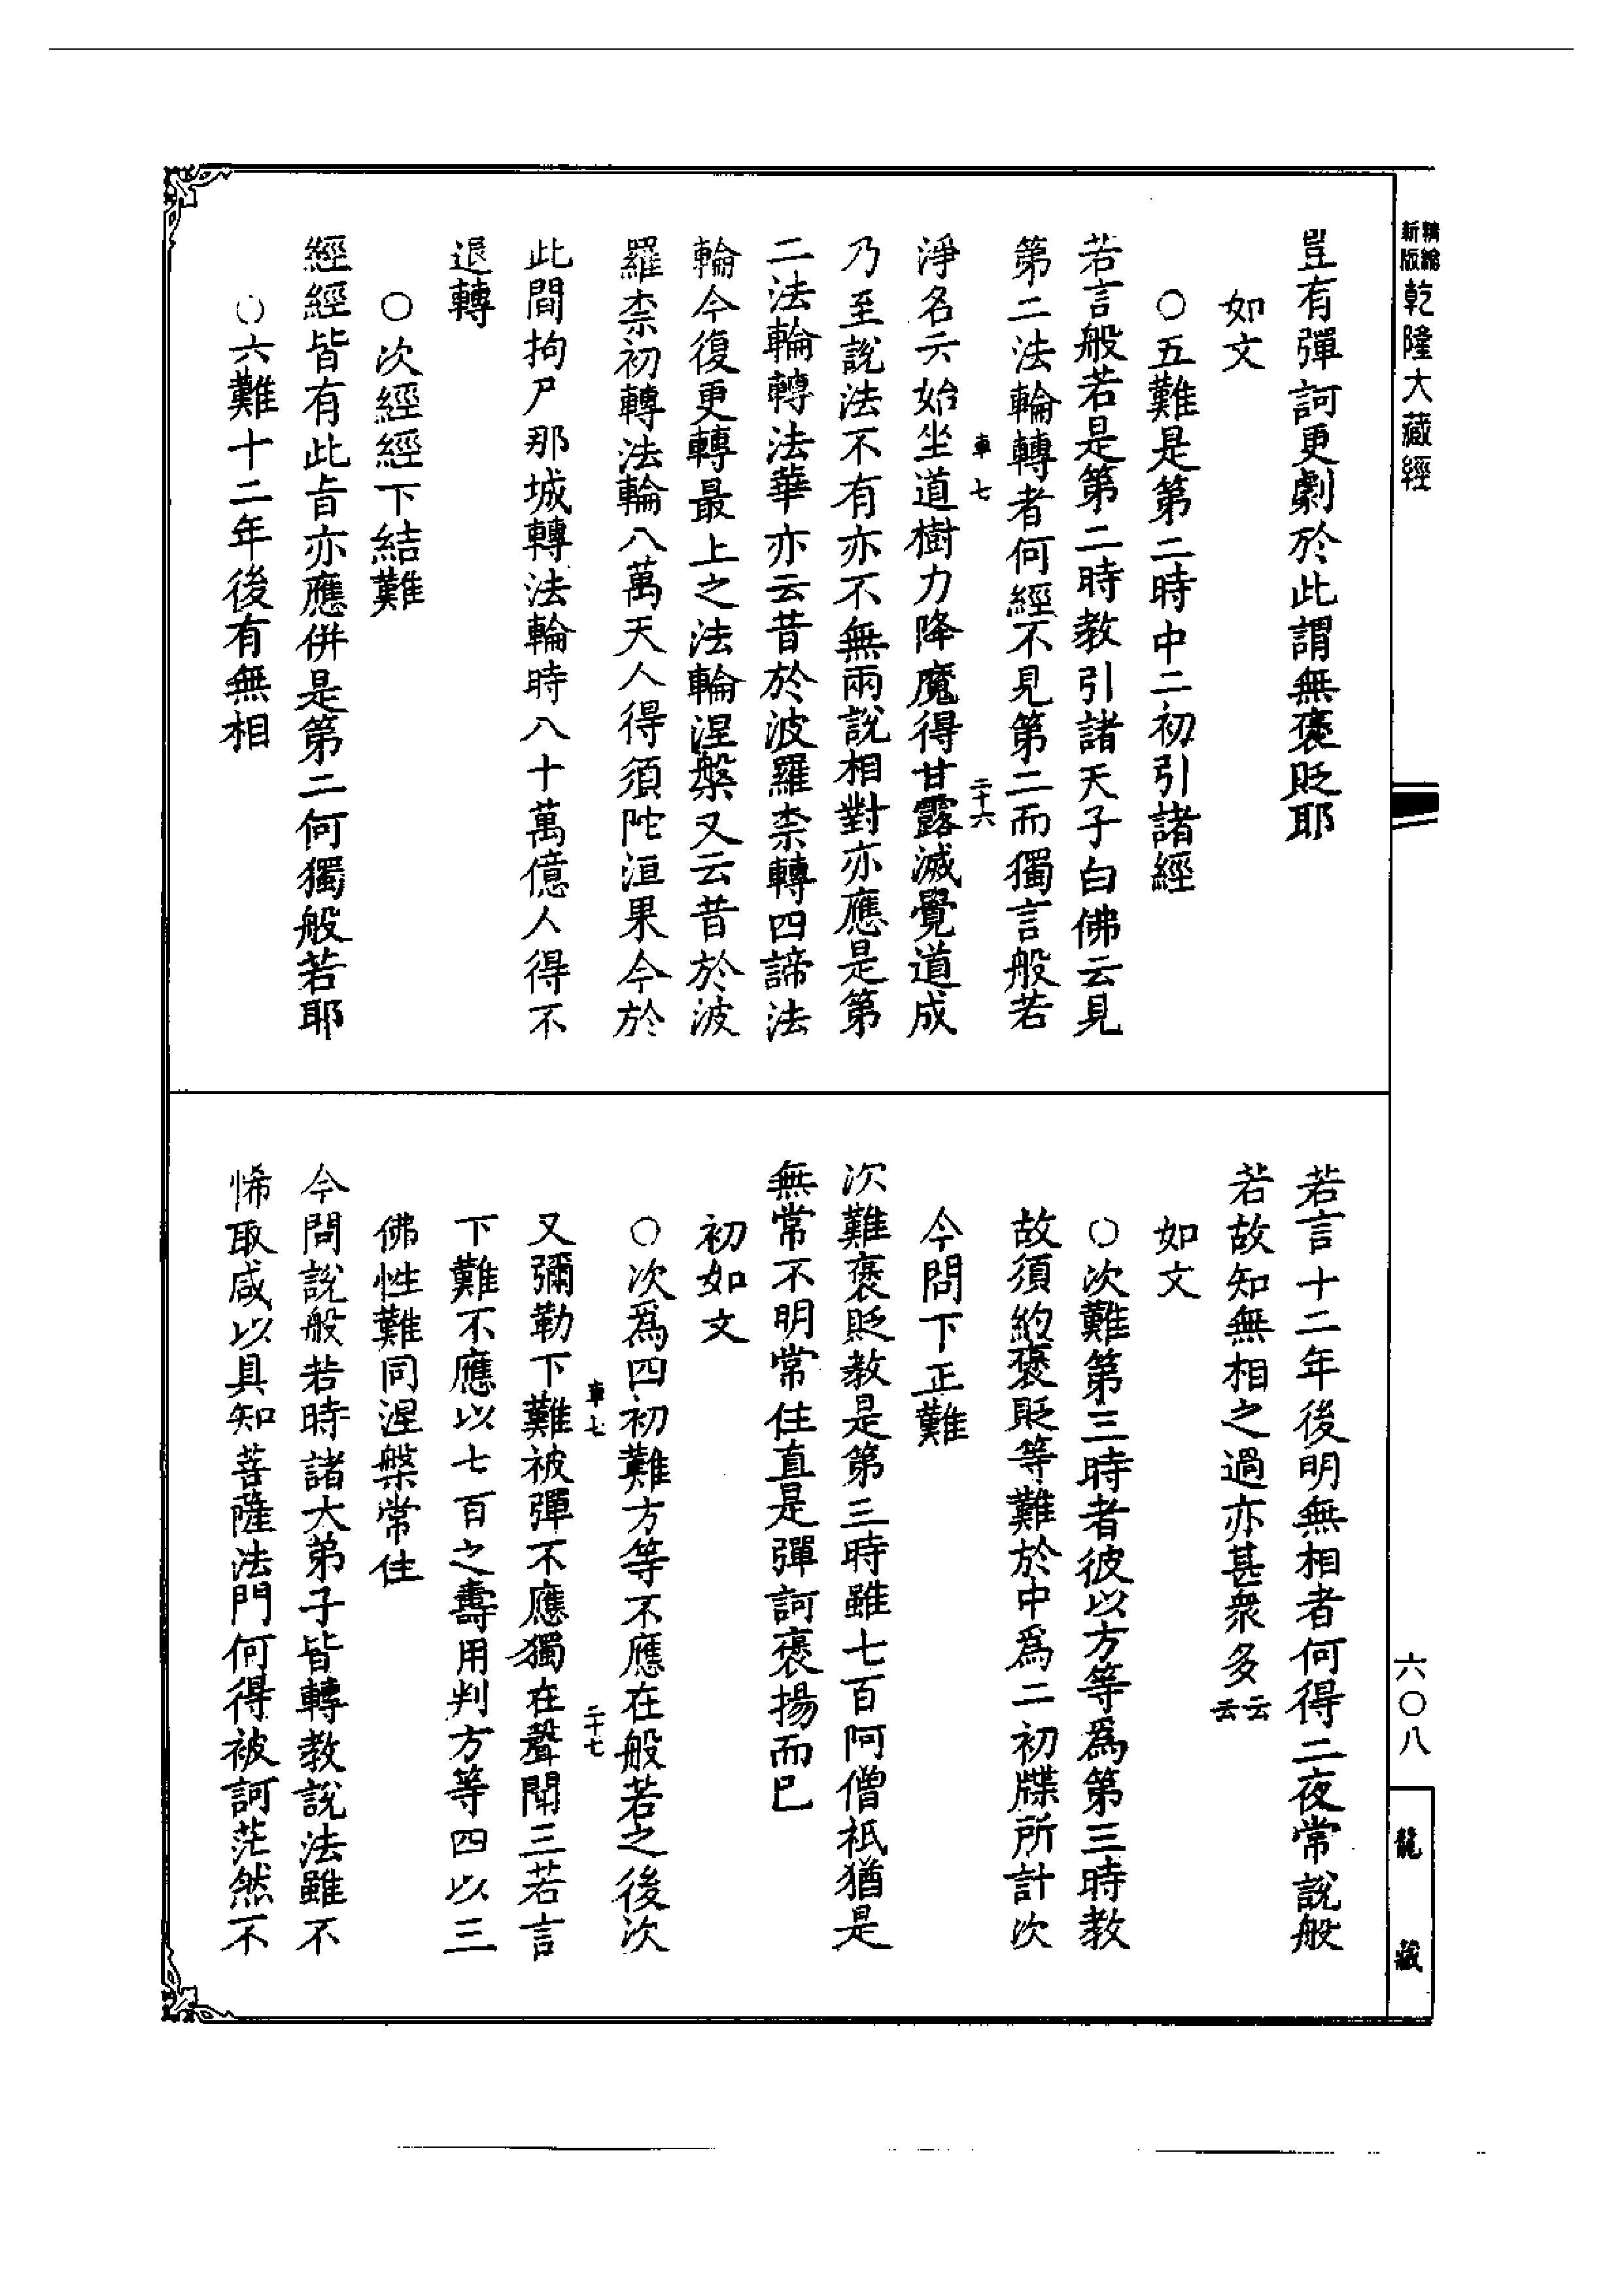 精縮新版乾隆大藏經
六〇八
龍藏
豈有彈訶更劇於此謂無褒貶耶
如文
○五難是第二時中二初引諸經
若言般若是第二時教引諸天子白佛云見
第二法輪轉者何經不見第二而獨言般若
車七
二十六
淨名云始坐道樹力降魔得甘露滅覺道成
乃至說法不有亦不無兩說相對亦應是第
二法輪轉法華亦云昔於波羅柰轉四諦法
輪今復更轉最上之法輪涅槃又云昔於波
羅柰初轉法輪八萬天人得須陀洹果今於
此間拘尸那城轉法輪時八十萬億人得不
退轉
○次經經下結難
經經皆有此旨亦應併是第二何獨般若耶
○六難十二年後有無相
若言十二年後明無相者何得二夜常說般
若故知無相之過亦甚衆多云云
如文
○次難第三時者彼以方等爲第三時教
故須約褒貶等難於中爲二初牒所計次
今問下正難
次難褒貶教是第三時雖七百阿僧祇猶是
無常不明常住直是彈訶褒揚而已
初如文
○次爲四初難方等不應在般若之後次
車七
二十七
又彌勒下難被彈不應獨在聲聞三若言
下難不應以七百之壽用判方等四以三
佛性難同涅槃常住
今問說般若時諸大弟子皆轉教說法雖不
悕取咸以具知菩薩法門何得被訶茫然不